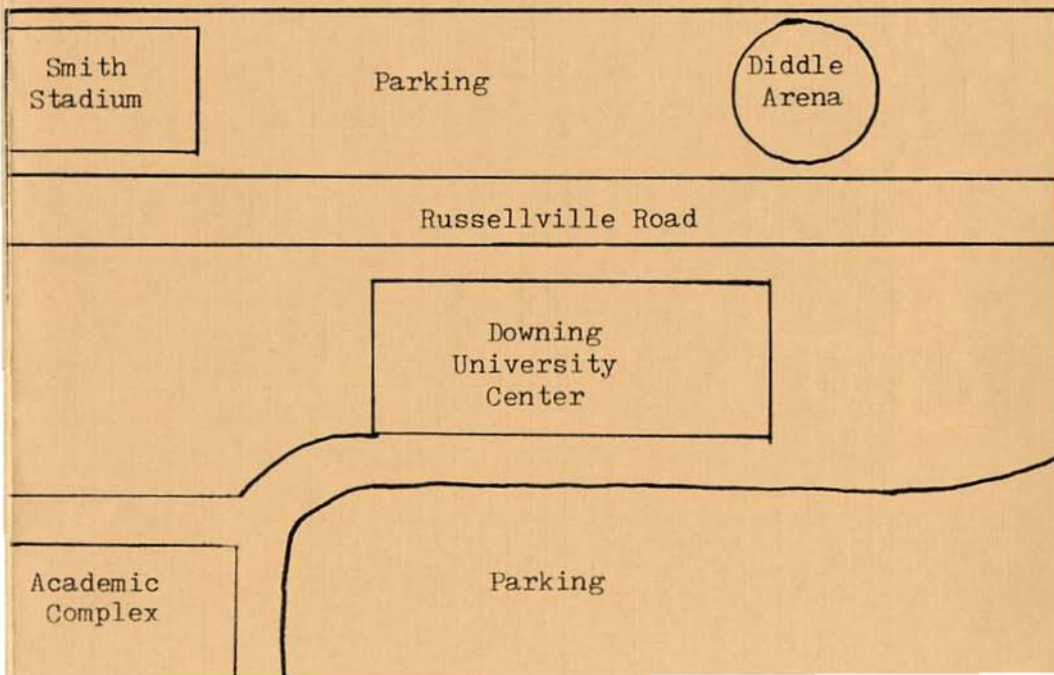 Smith
Stadium
Parking
Diddle
Arena
Russellville Road
Downing
University
Center
Academic
Complex
Parking